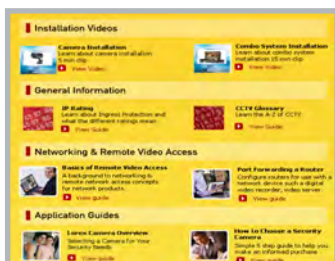 Installation Videos
Camera Installation
Learn about camera installation
5 min clip
View Video
Combo System Installation
Learn about combo system
installation 15 min clip
View Video
General Information
IP Rating
Learn about Ingress Protection and
what the different ratings mean
View Guide
CCTV Glossary
Learn the A-Z of CCTV
View Guide
Networking & Remote Video Access
Basics of Remote Video Access
A background to networking &
remote network access concepts
for network products.
View guide
Port Forwarding a Router
Configure routers for use with a
network device such a digital
video recorder, video server
View guide
Application Guides
Lorex Camera Overview
Selecting a Camera for Your
Security Needs
View Guide
How to Choose a Security
Camera
Simple 5 step guide to help you
make an informed purchase
View Guide